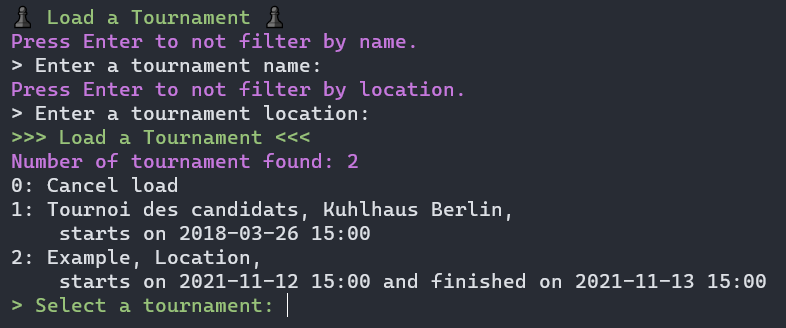 ♟ Load a Tournament ♟
Press Enter to not filter by name.
> Enter a tournament name:
Press Enter to not filter by location.
> Enter a tournament location:
>>> Load a Tournament <<<
Number of tournament found: 2
0: Cancel load
1: Tournoi des candidats, Kuhlhaus Berlin,
    starts on 2018-03-26 15:00
2: Example, Location,
    starts on 2021-11-12 15:00 and finished on 2021-11-13 15:00
> Select a tournament: